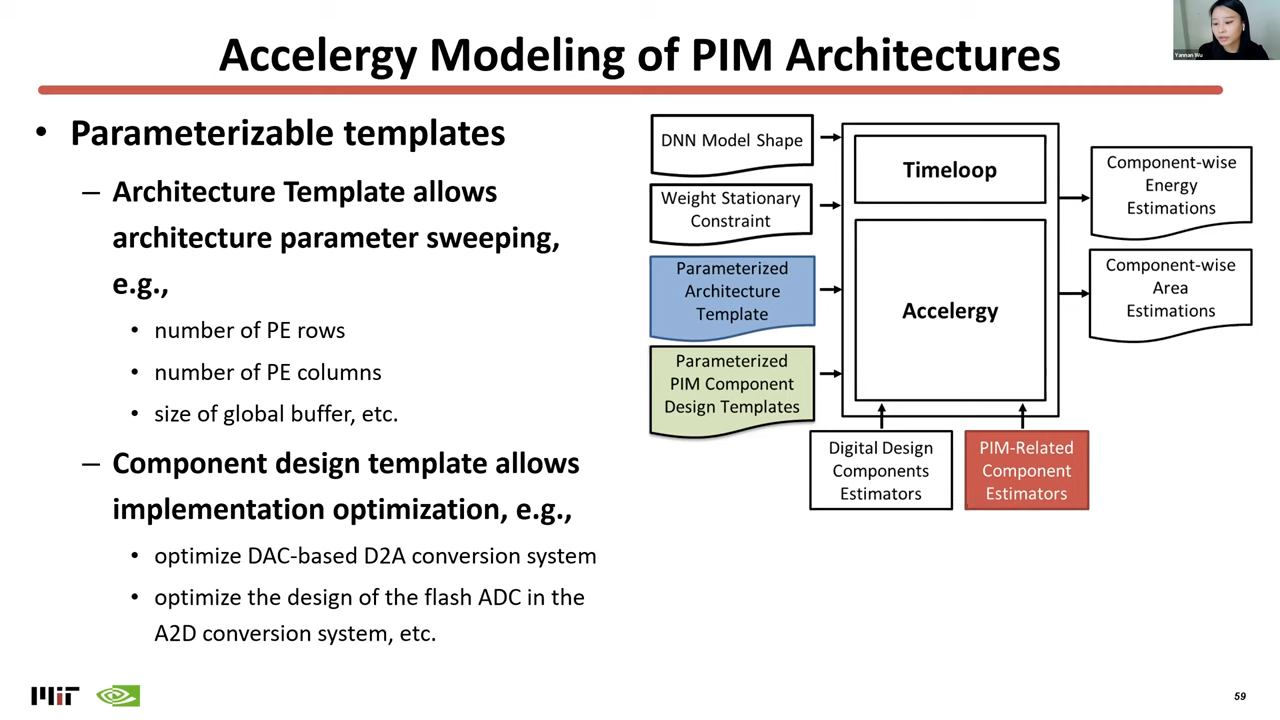 Accelergy Modeling of PIM Architectures
Yannan Wu
• Parameterizable templates
– Architecture Template allows
architecture parameter sweeping,
e.g.,
• number of PE rows
• number of PE columns
• size of global buffer, etc.
– Component design template allows
implementation optimization, e.g.,
• optimize DAC-based D2A conversion system
• optimize the design of the flash ADC in the
A2D conversion system, etc.
DNN Model Shape
Weight Stationary
Constraint
Parameterized
Architecture
Template
Parameterized
PIM Component
Design Templates
Timeloop
Accelergy
Component-wise
Energy
Estimations
Component-wise
Area
Estimations
Digital Design
Components
Estimators
PIM-Related
Component
Estimators
MIT
59